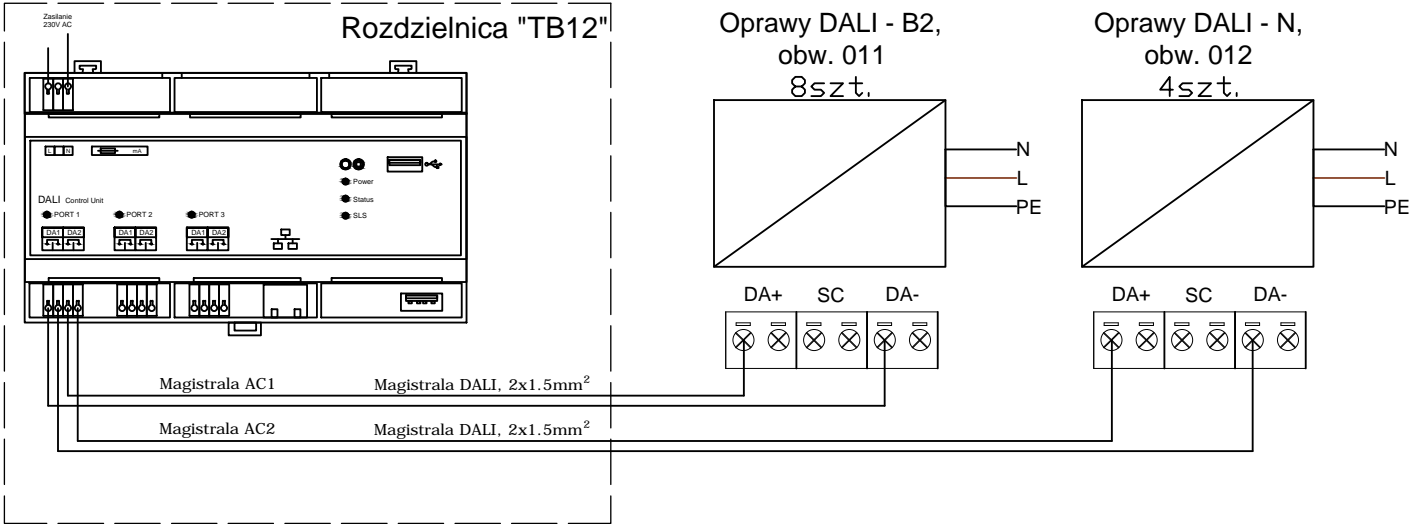 Zasilanie
230V AC
Rozdzielnica "TB12"
L N
mA
Power
Status
SLS
DALI Control Unit
PORT 1 PORT 2 PORT 3
DA1 DA2 DA1 DA2 DA1 DA2
Oprawy DALI - B2,
obw. 011
8szt.
N
L
PE
DA+ SC DA-
Oprawy DALI - N,
obw. 012
4szt.
N
L
PE
DA+ SC DA-
Magistrala AC1 Magistrala DALI, 2x1.5mm²
Magistrala AC2 Magistrala DALI, 2x1.5mm²